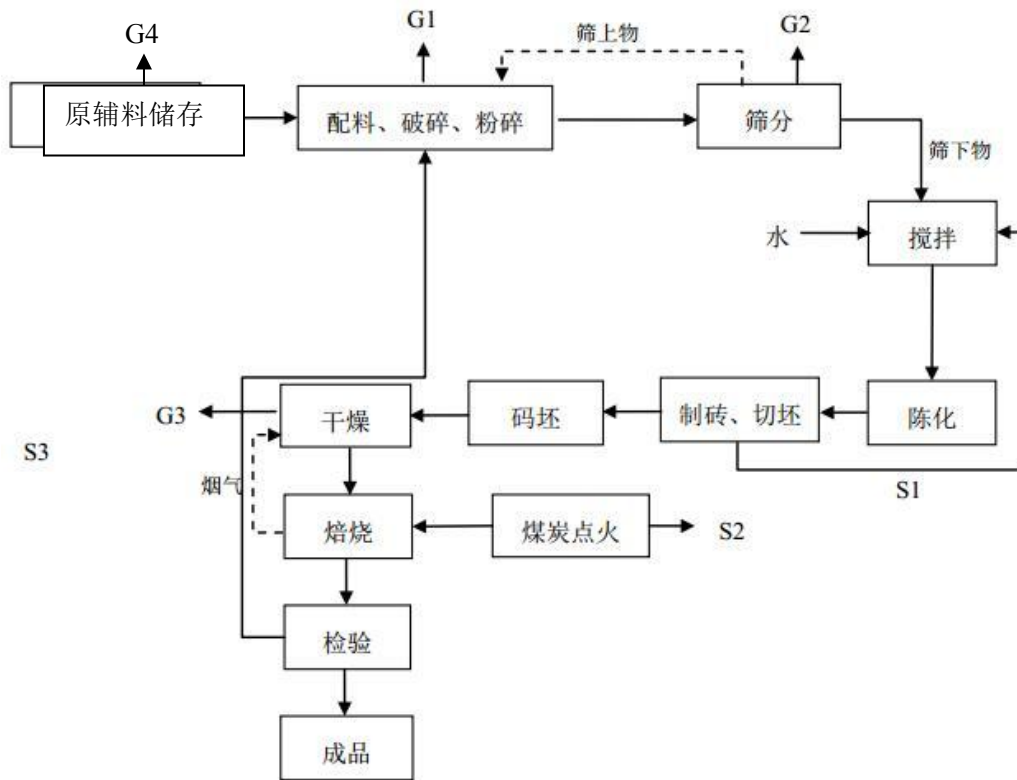 G4
G1
筛上物
G2
原辅料储存
配料、破碎、粉碎
筛分
筛下物
水
搅拌
G3
干燥
码坯
制砖、切坯
陈化
S3
烟气
S1
焙烧
煤炭点火
S2
检验
成品